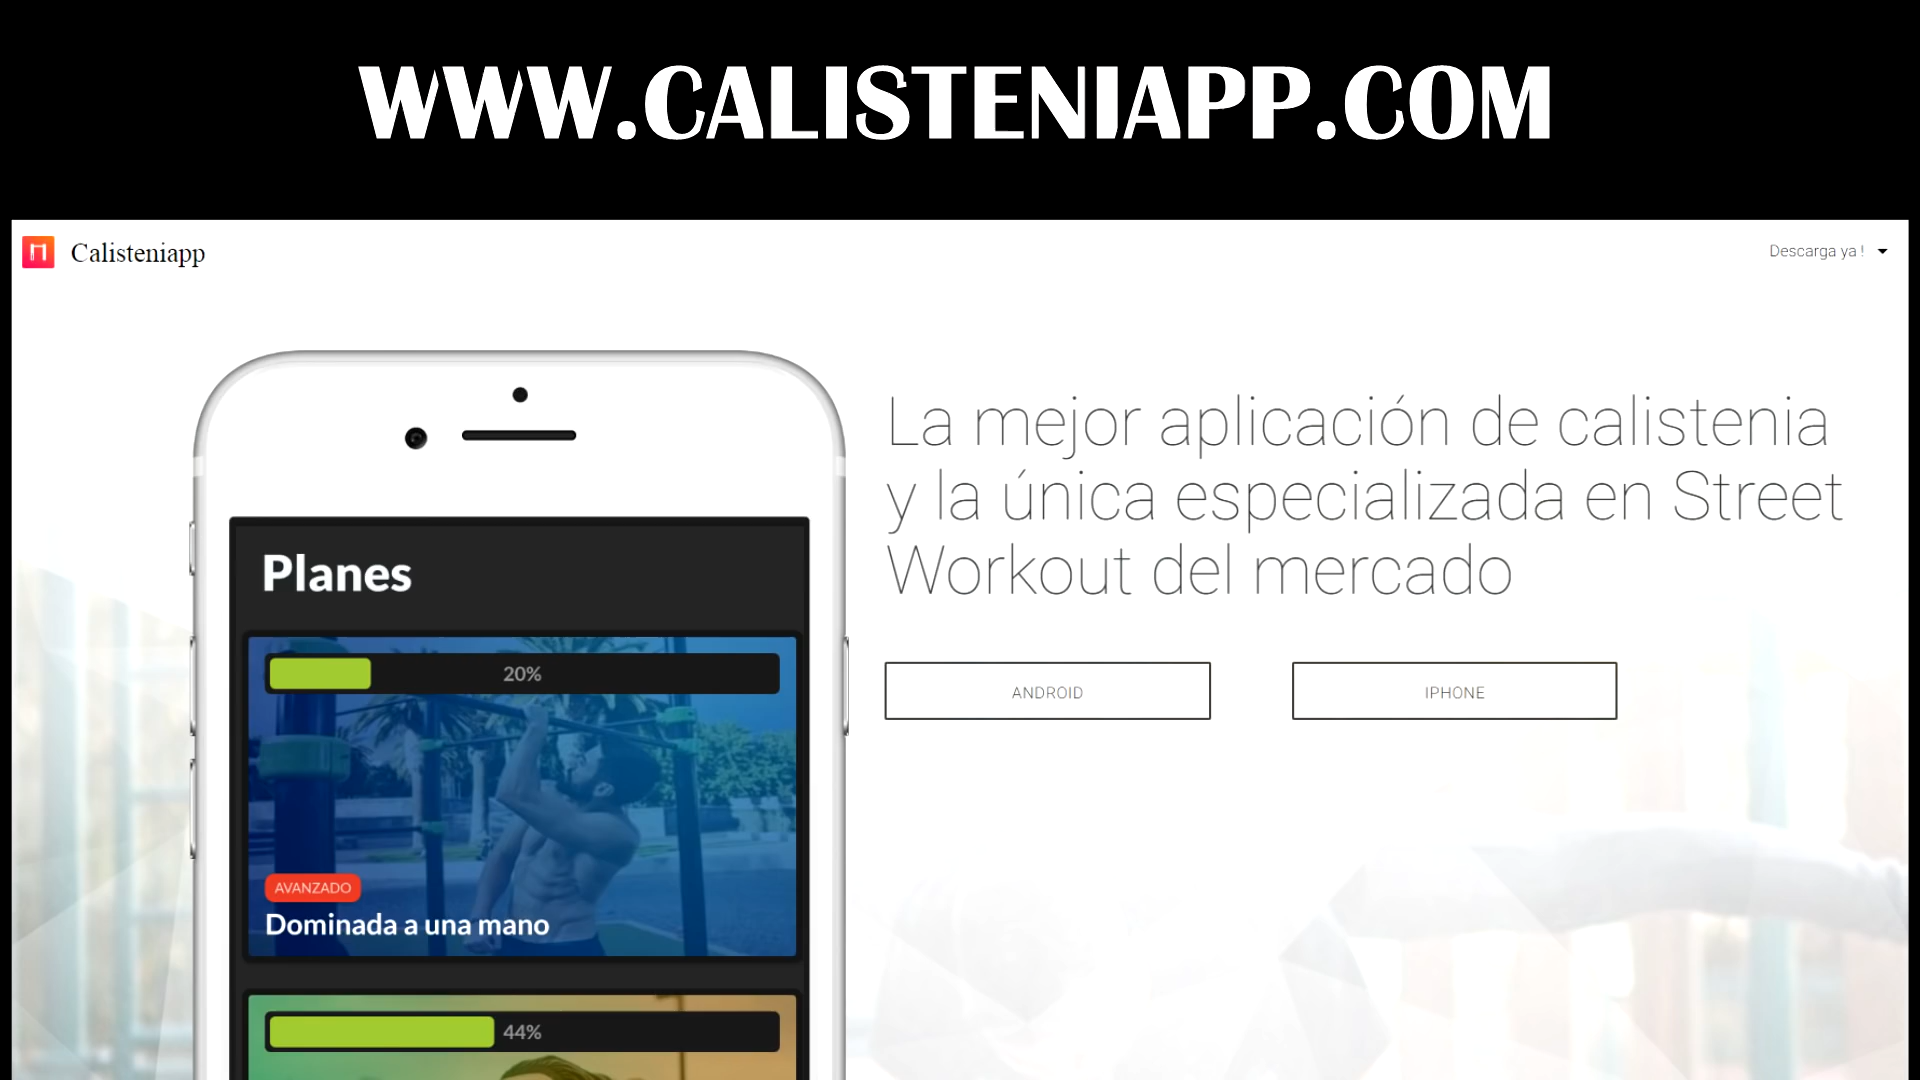 WWW.CALISTENIAPP.COM
Calisteniapp
Descarga ya !
La mejor aplicación de calistenia
y la única especializada en Street
Workout del mercado
ANDROID
IPHONE
Planes
20%
AVANZADO
Dominada a una mano
44%